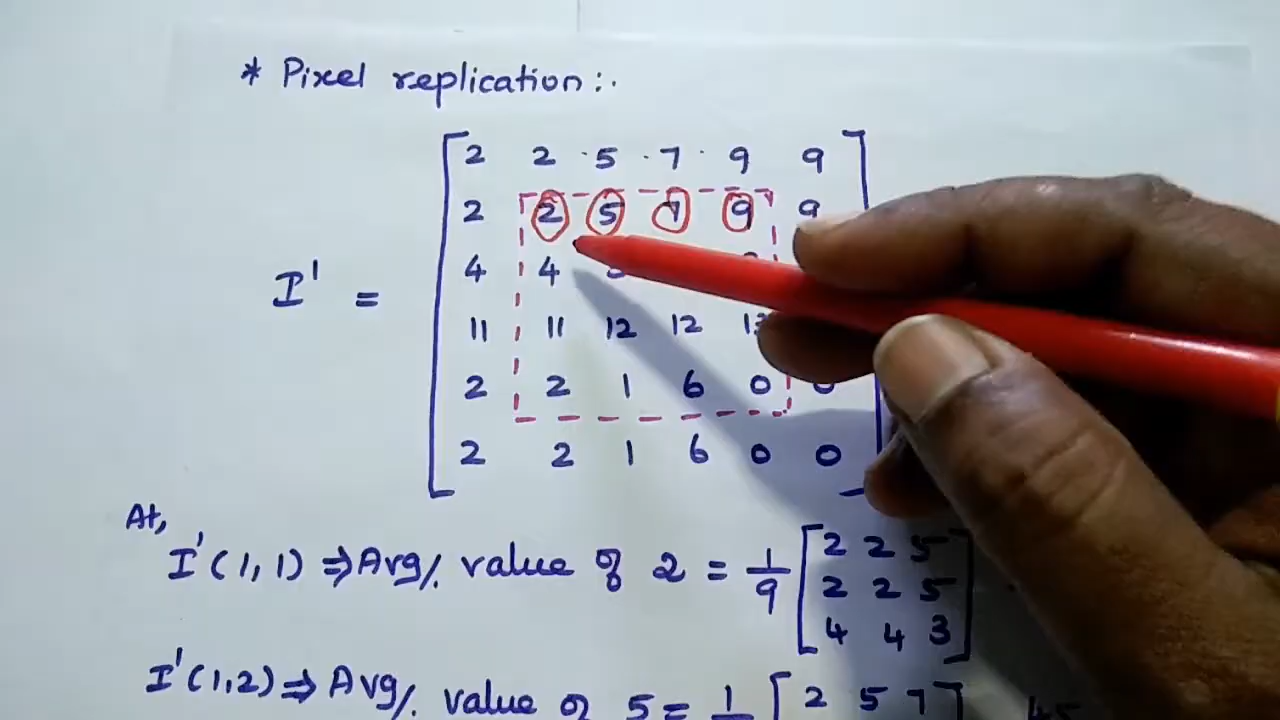 * Pixel replication:.
2 2 . 5 . 7 . 9 9
2 2 5 7 9 9
I' = 4 4
11 11 12 12
2 2 1 6 0 0
2 2 1 6 0 0
At,
I'(1,1) ⇒ Avg/. value of 2 = 1/9 [2 2 5
2 2 5
4 4 3]
I'(1,2) ⇒ Avg/. value of 5 = 1 [2 5 7] 45